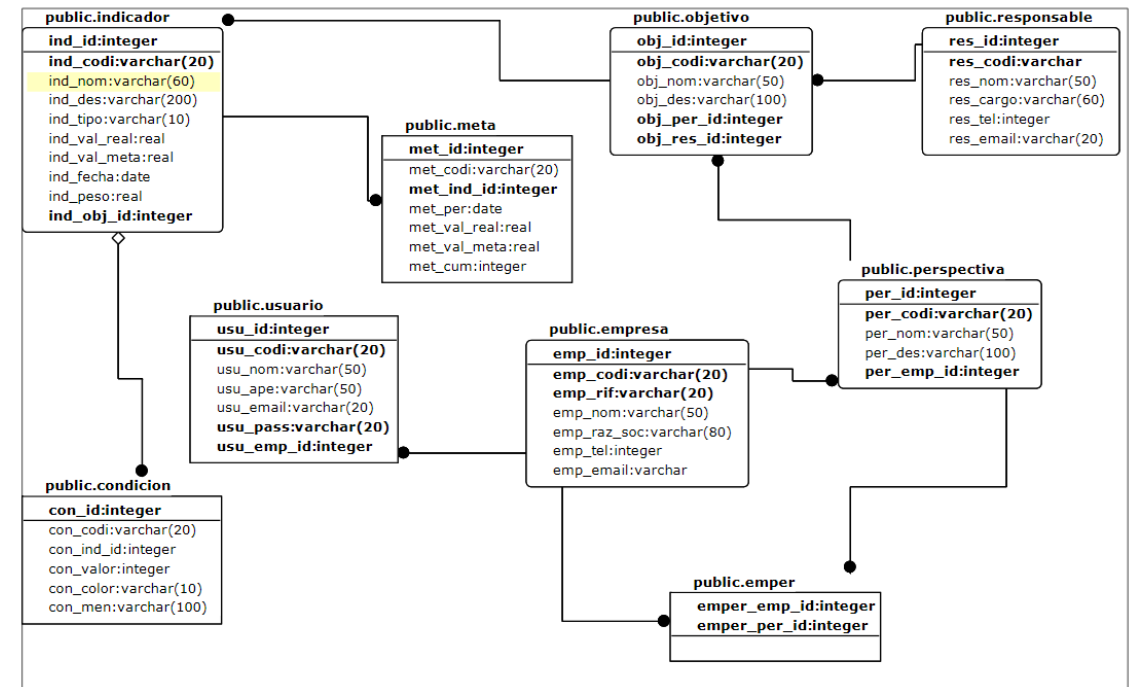 public.indicador
ind_id:integer
ind_codi:varchar(20)
ind_nom:varchar(60)
ind_des:varchar(200)
ind_tipo:varchar(10)
ind_val_real:real
ind_val_meta:real
ind_fecha:date
ind_peso:real
ind_obj_id:integer
public.objetivo
obj_id:integer
obj_codi:varchar(20)
obj_nom:varchar(50)
obj_des:varchar(100)
obj_per_id:integer
obj_res_id:integer
public.responsable
res_id:integer
res_codi:varchar
res_nom:varchar(50)
res_cargo:varchar(60)
res_tel:integer
res_email:varchar(20)
public.meta
met_id:integer
met_codi:varchar(20)
met_ind_id:integer
met_per:date
met_val_real:real
met_val_meta:real
met_cum:integer
public.perspectiva
per_id:integer
per_codi:varchar(20)
per_nom:varchar(50)
per_des:varchar(100)
per_emp_id:integer
public.usuario
usu_id:integer
usu_codi:varchar(20)
usu_nom:varchar(50)
usu_ape:varchar(50)
usu_email:varchar(20)
usu_pass:varchar(20)
usu_emp_id:integer
public.empresa
emp_id:integer
emp_codi:varchar(20)
emp_rif:varchar(20)
emp_nom:varchar(50)
emp_raz_soc:varchar(80)
emp_tel:integer
emp_email:varchar
public.condicion
con_id:integer
con_codi:varchar(20)
con_ind_id:integer
con_valor:integer
con_color:varchar(10)
con_men:varchar(100)
public.emper
emper_emp_id:integer
emper_per_id:integer